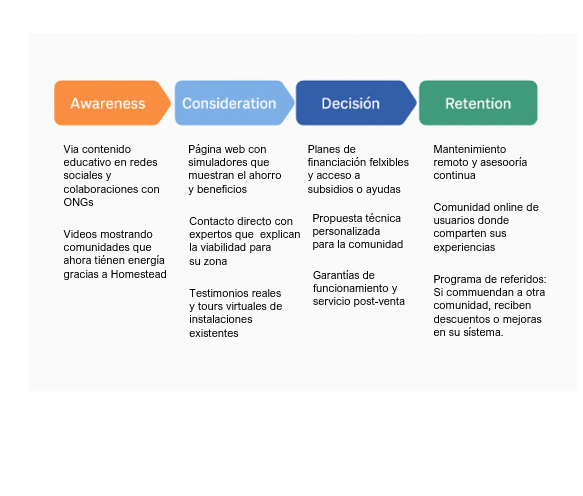 Awareness
Consideration
Decisión
Retention
Via contenido
educativo en redes
sociales y
colaboraciones con
ONGs
Videos mostrando
comunidades que
ahora tiénen energía
gracias a Homestead
Página web con
simuladores que
muestran el ahorro
y beneficios
Contacto directo con
expertos que explican
la viabilidad para
su zona
Testimonios reales
y tours virtuales de
instalaciones
existentes
Planes de
financiación felxibles
y acceso a
subsidios o ayudas
Propuesta técnica
personalizada
para la comunidad
Garantías de
funcionamiento y
servicio post-venta
Mantenimiento
remoto y asesooría
continua
Comunidad online de
usuarios donde
comparten sus
experiencias
Programa de referidos:
Si commuendan a otra
comunidad, reciben
descuentos o mejoras
en su sístema.